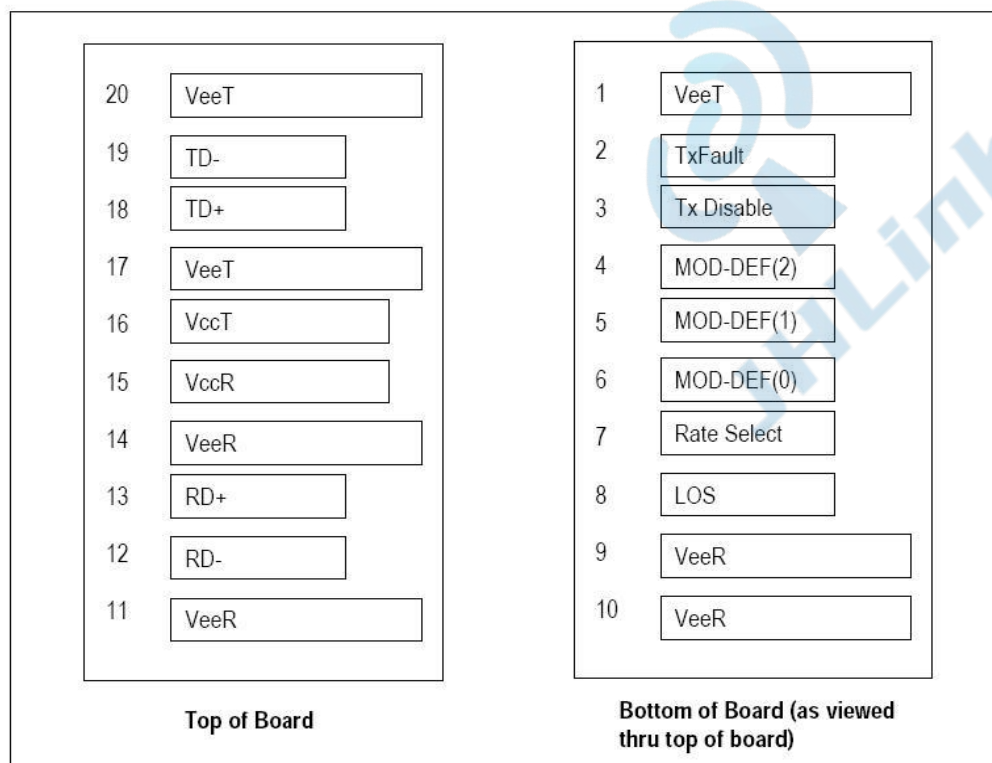 20 VeeT
19 TD-
18 TD+
17 VeeT
16 VccT
15 VccR
14 VeeR
13 RD+
12 RD-
11 VeeR
Top of Board
1 VeeT
2 TxFault
3 Tx Disable
4 MOD-DEF(2)
5 MOD-DEF(1)
6 MOD-DEF(0)
7 Rate Select
8 LOS
9 VeeR
10 VeeR
Bottom of Board (as viewed
thru top of board)
JHLink